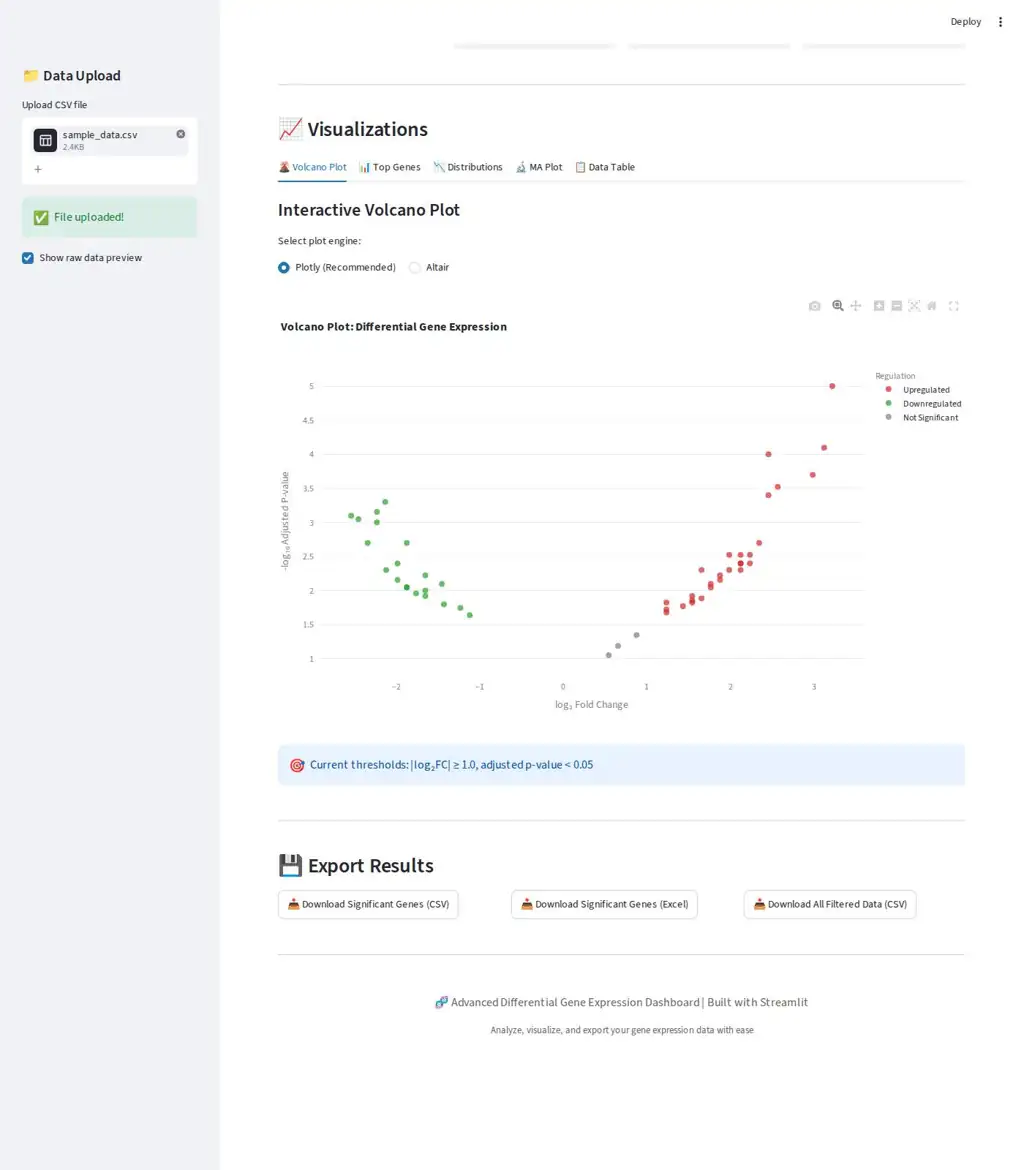 Deploy
📁 Data Upload
Upload CSV file
sample_data.csv
2.4KB
+
✅ File uploaded!
Show raw data preview
📈 Visualizations
🌋 Volcano Plot 📊 Top Genes 📉 Distributions 🔬 MA Plot 📋 Data Table
Interactive Volcano Plot
Select plot engine:
Plotly (Recommended) Altair
Volcano Plot: Differential Gene Expression
Regulation
Upregulated
Downregulated
Not Significant
-log₁₀ Adjusted P-value
5
4.5
4
3.5
3
2.5
2
1.5
1
−2 −1 0 1 2 3
log₂ Fold Change
🎯 Current thresholds: |log₂FC| ≥ 1.0, adjusted p-value < 0.05
💾 Export Results
📥 Download Significant Genes (CSV) 📥 Download Significant Genes (Excel) 📥 Download All Filtered Data (CSV)
🧬 Advanced Differential Gene Expression Dashboard | Built with Streamlit
Analyze, visualize, and export your gene expression data with ease